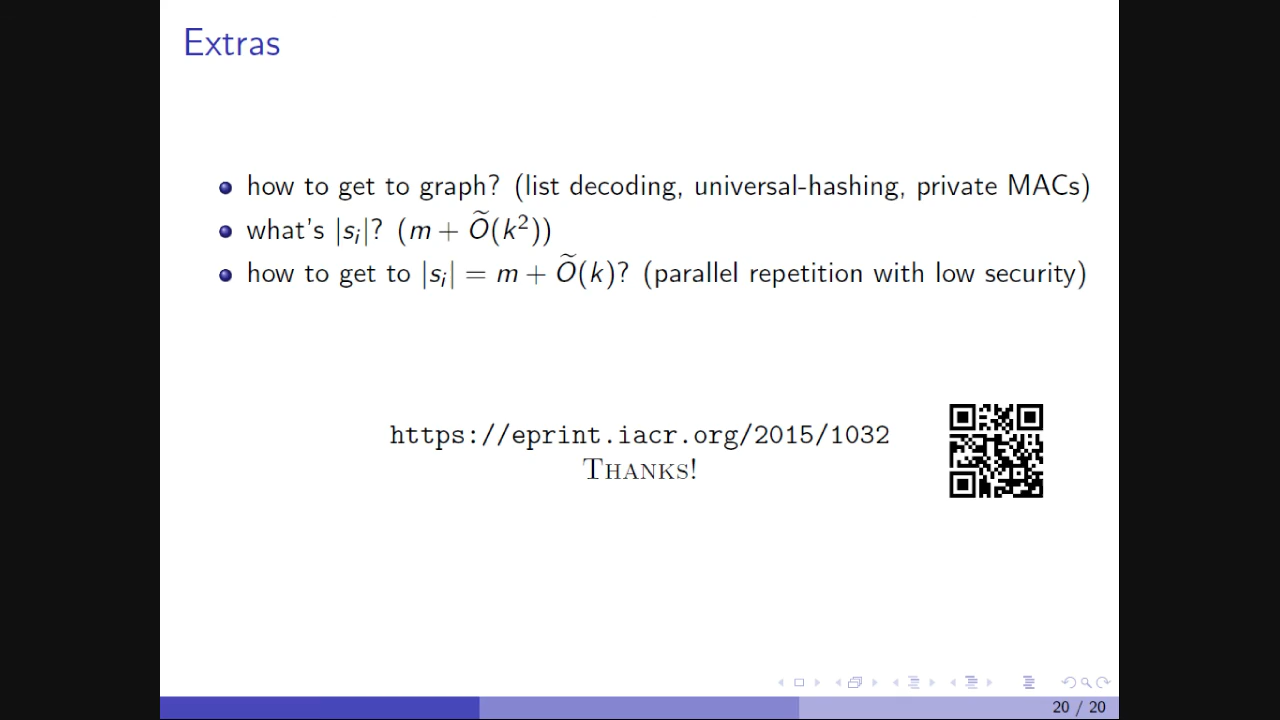 Extras
how to get to graph? (list decoding, universal-hashing, private MACs)
what's |sᵢ|? (m + Õ(k²))
how to get to |sᵢ| = m + Õ(k)? (parallel repetition with low security)
https://eprint.iacr.org/2015/1032
THANKS!
20 / 20